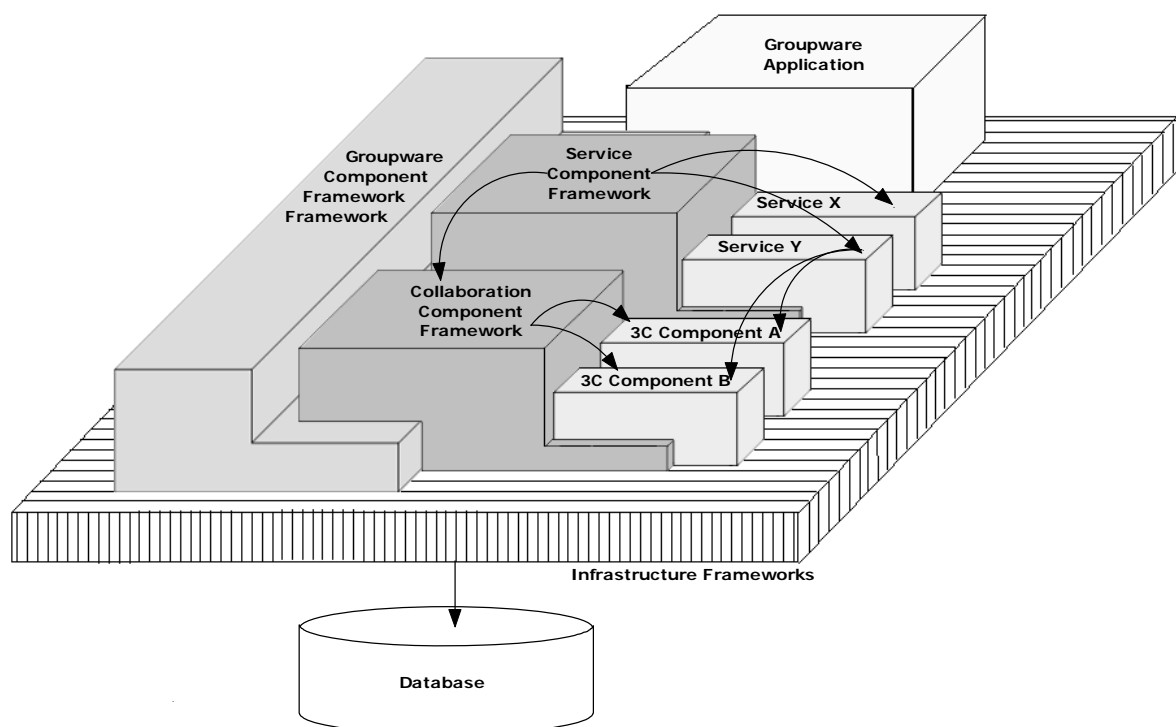 Groupware
Application
Groupware
Component
Framework
Framework
Service
Component
Framework
Service X
Service Y
Collaboration
Component
Framework
3C Component A
3C Component B
Infrastructure Frameworks
Database